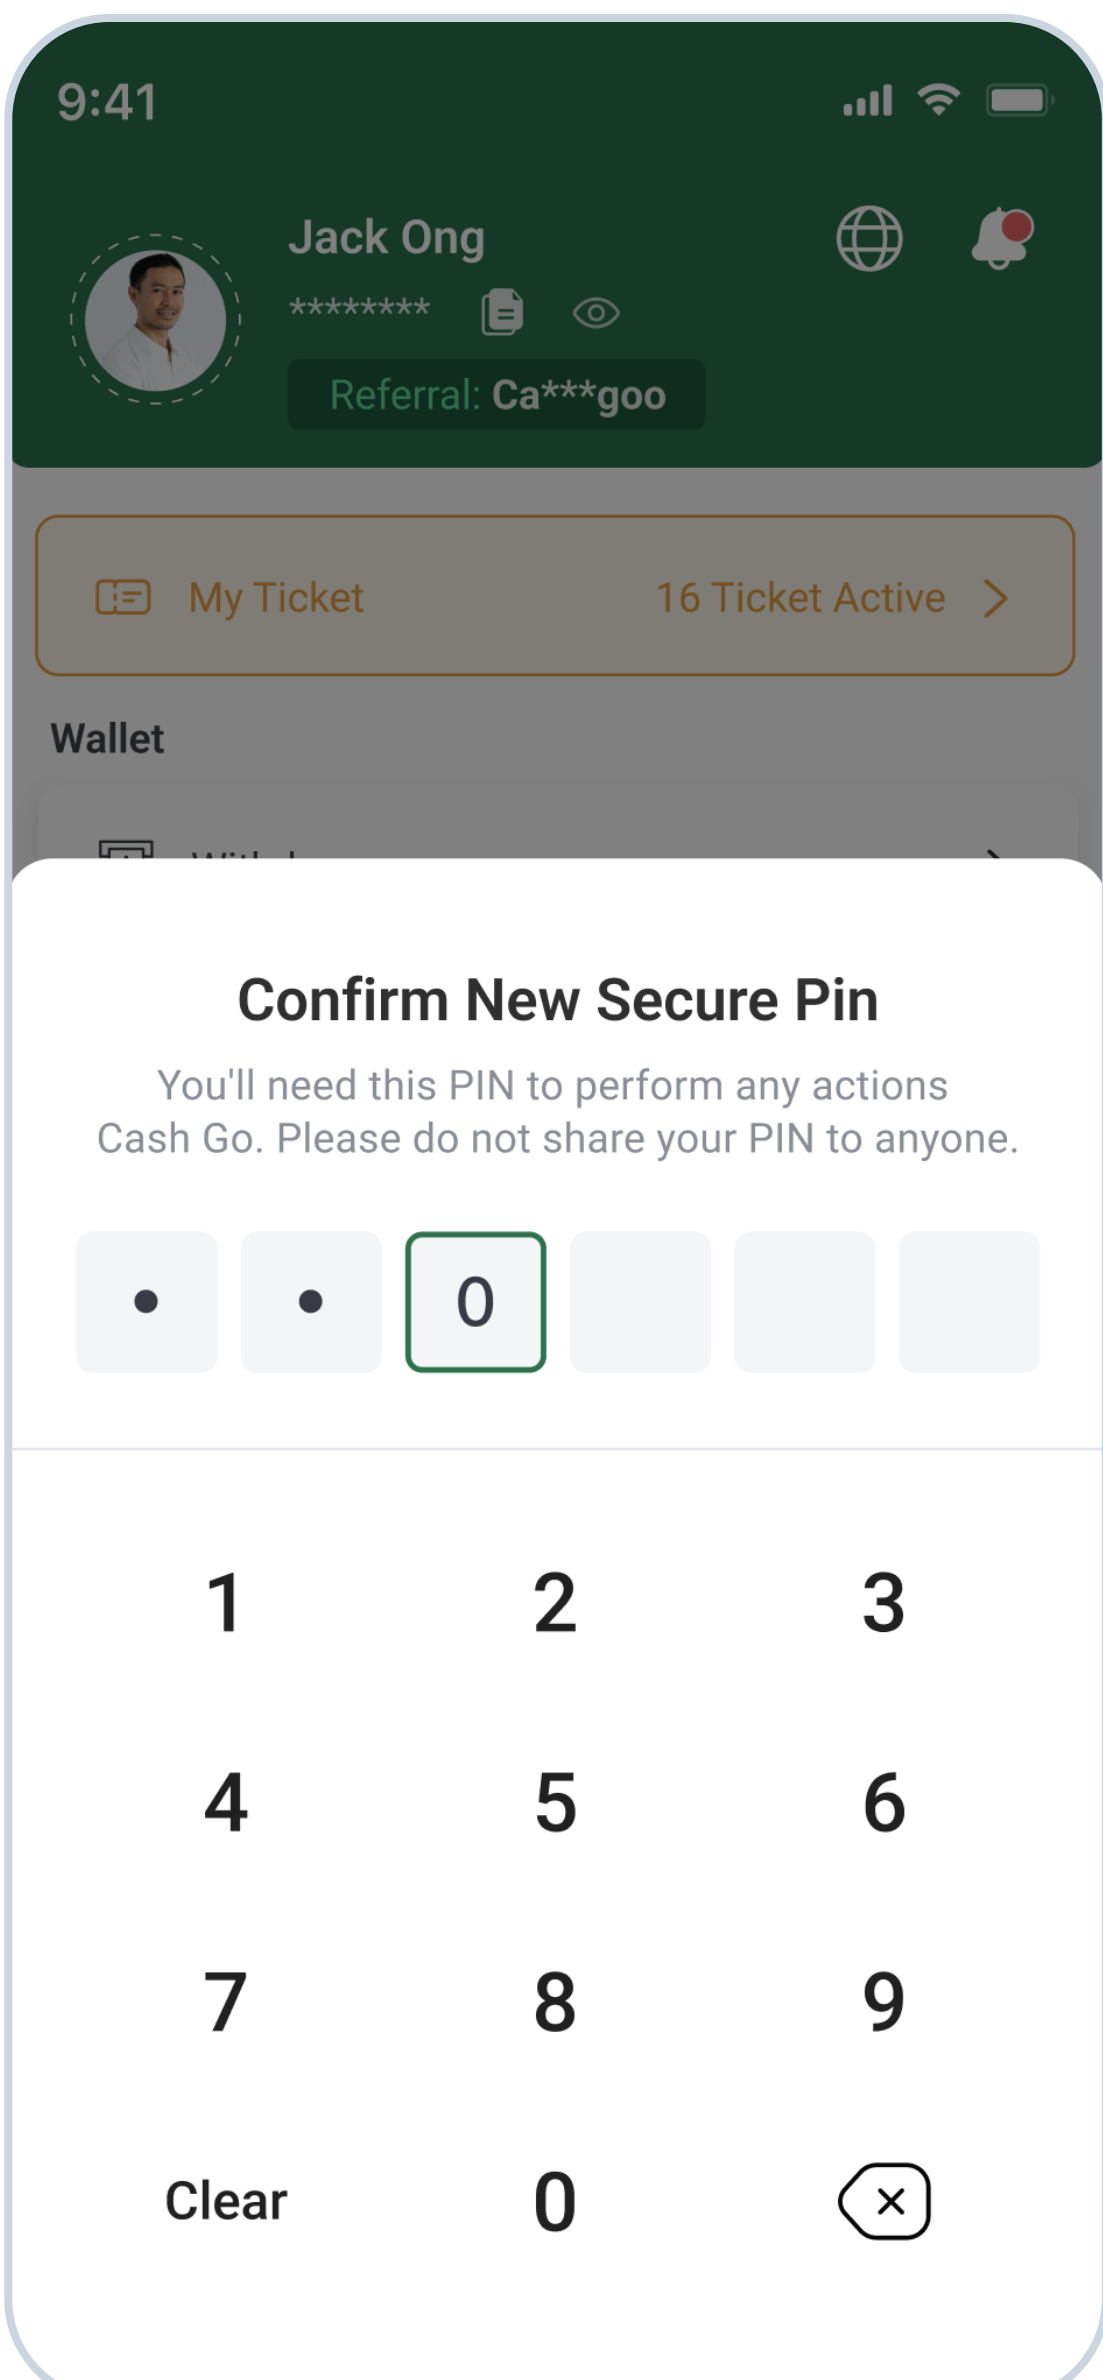 9:41
Jack Ong
********
Referral: Ca***goo
My Ticket
16 Ticket Active
Wallet
Confirm New Secure Pin
You'll need this PIN to perform any actions
Cash Go. Please do not share your PIN to anyone.
0
1 2 3
4 5 6
7 8 9
Clear 0